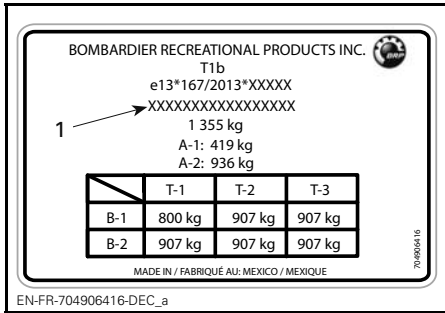 BOMBARDIER RECREATIONAL PRODUCTS INC.
BRP
T1b
e13*167/2013*XXXXX
XXXXXXXXXXXXXXXXX
1
1 355 kg
A-1: 419 kg
A-2: 936 kg
T-1 T-2 T-3
B-1 800 kg 907 kg 907 kg
B-2 907 kg 907 kg 907 kg
704906416
MADE IN / FABRIQUÉ AU: MEXICO / MEXIQUE
EN-FR-704906416-DEC_a